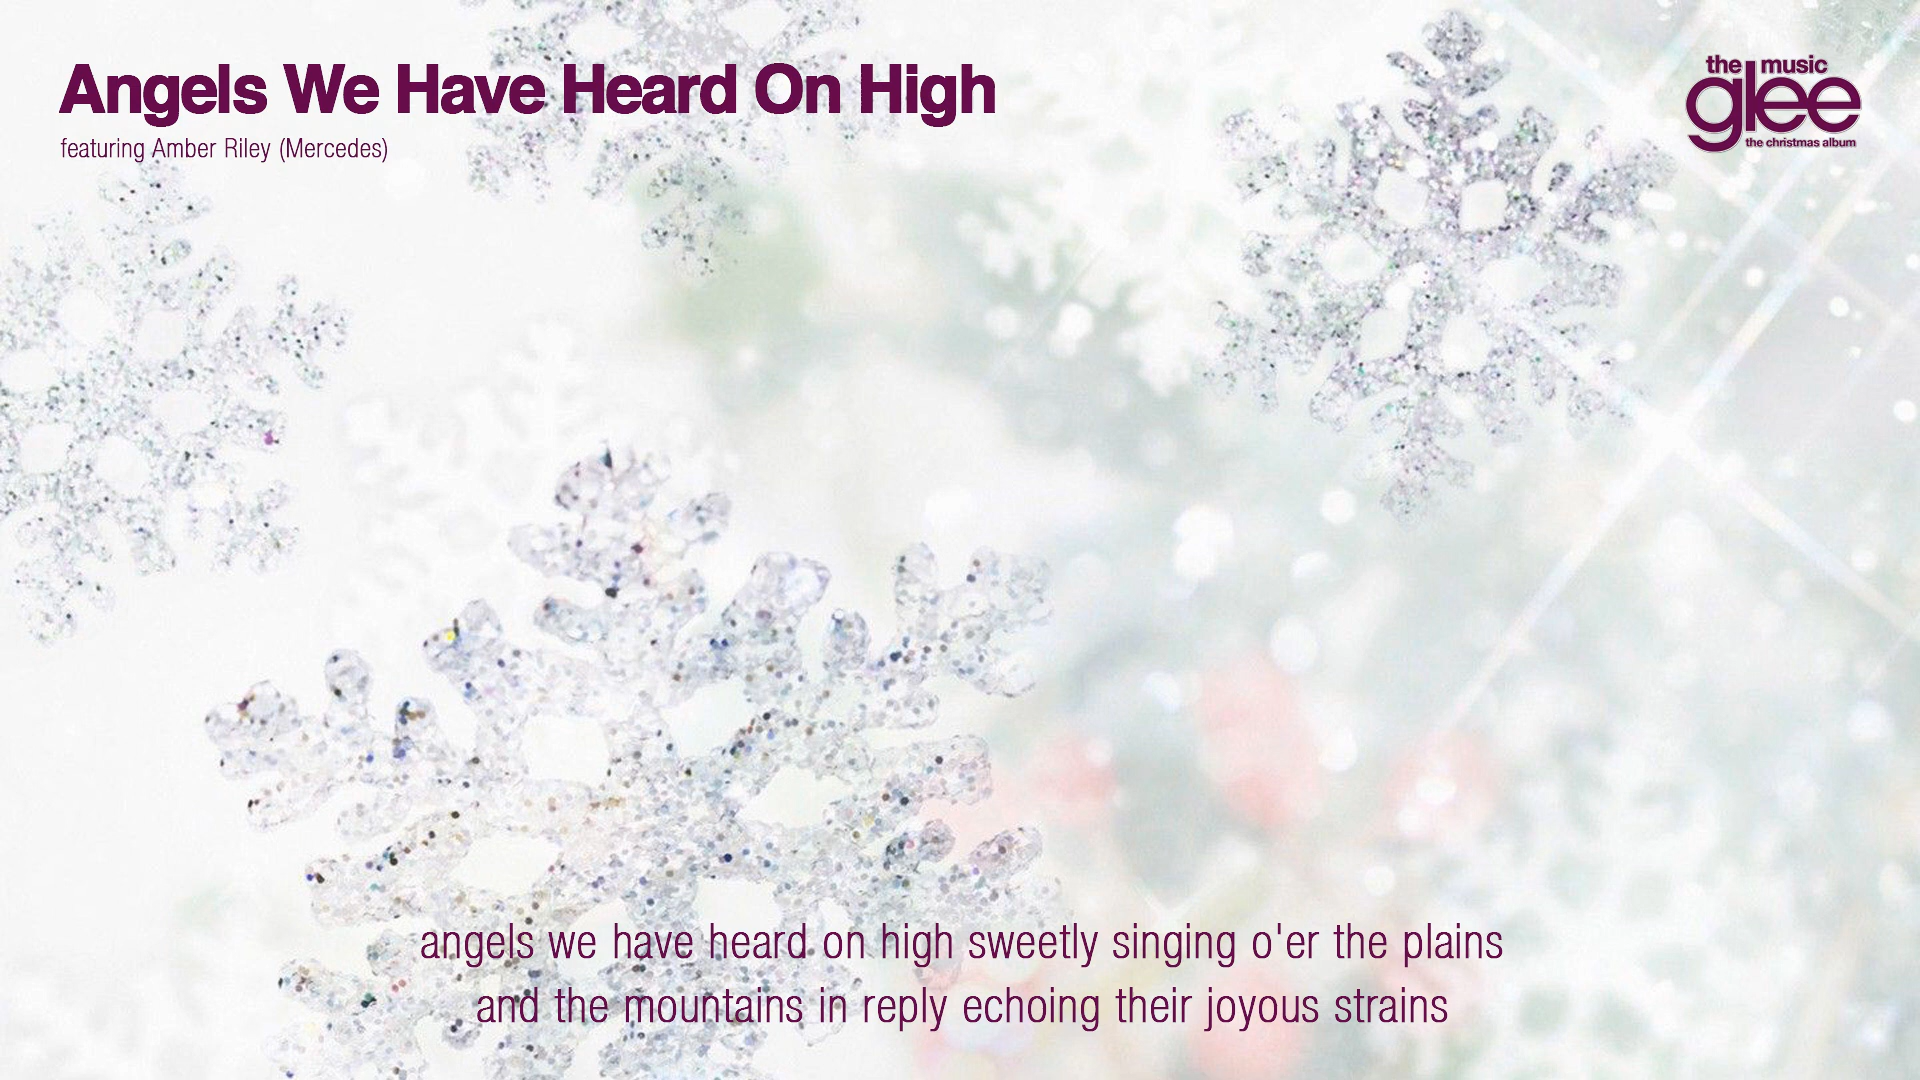 Angels We Have Heard On High
featuring Amber Riley (Mercedes)
the music
glee
the christmas album
angels we have heard on high sweetly singing o'er the plains
and the mountains in reply echoing their joyous strains